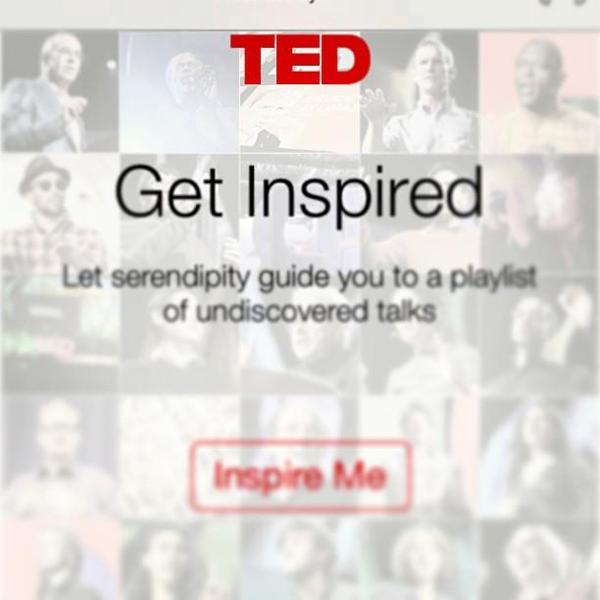 TED
Get Inspired
Let serendipity guide you to a playlist
of undiscovered talks
Inspire Me